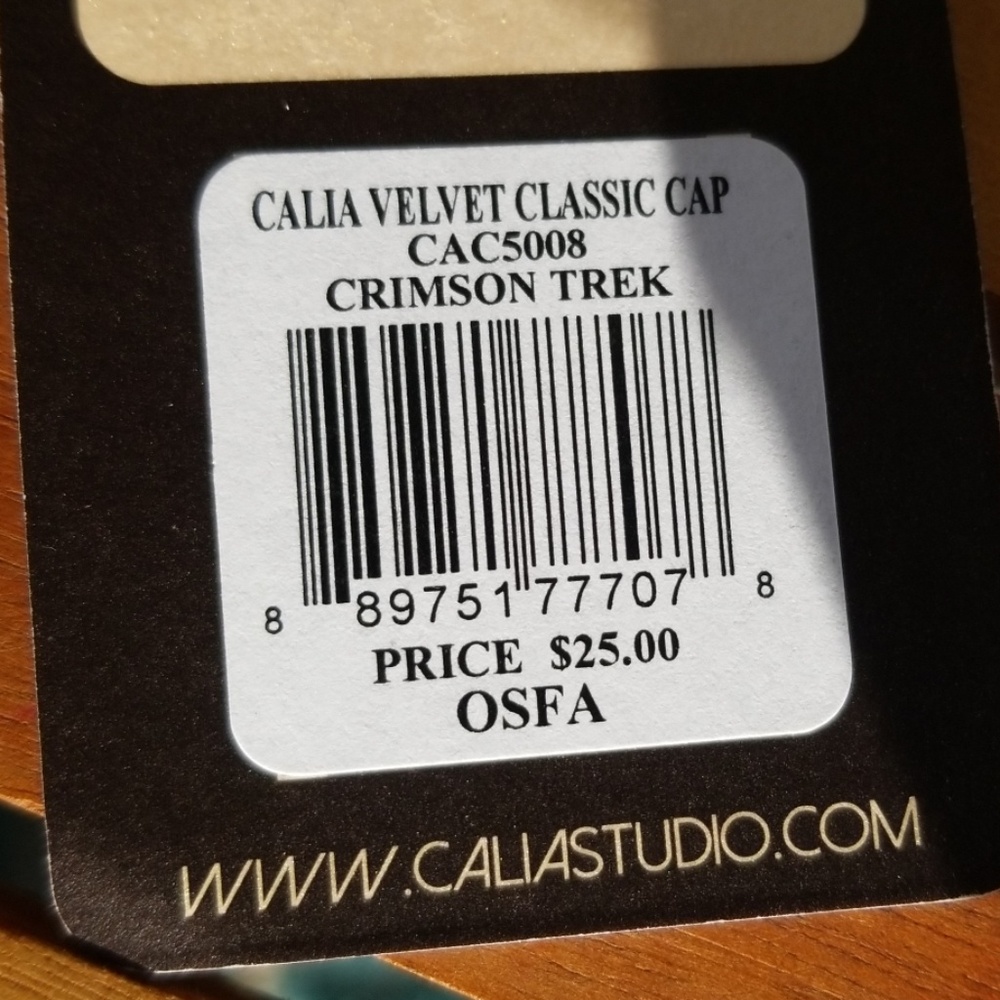 CALIA VELVET CLASSIC CAP
CAC5008
CRIMSON TREK
8 89751 77707 8
PRICE $25.00
OSFA
WWW.CALIASTUDIO.COM